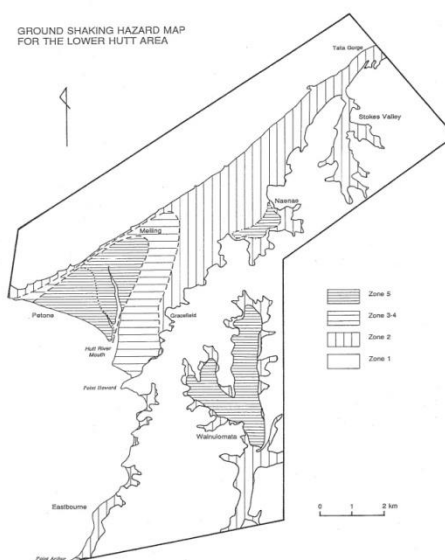 GROUND SHAKING HAZARD MAP
FOR THE LOWER HUTT AREA
Taita Gorge
Stokes Valley
Naenae
Melling
Petone
Gracefield
Hutt River
Mouth
Point Howard
Wainuiomata
Eastbourne
Point Arthur
Zone 5
Zone 3-4
Zone 2
Zone 1
0 1 2 km